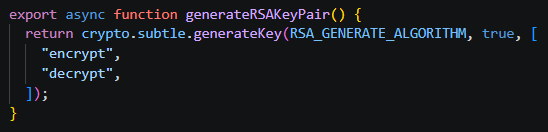 export async function generateRSAKeyPair() {
  return crypto.subtle.generateKey(RSA_GENERATE_ALGORITHM, true, [
    "encrypt",
    "decrypt",
  ]);
}